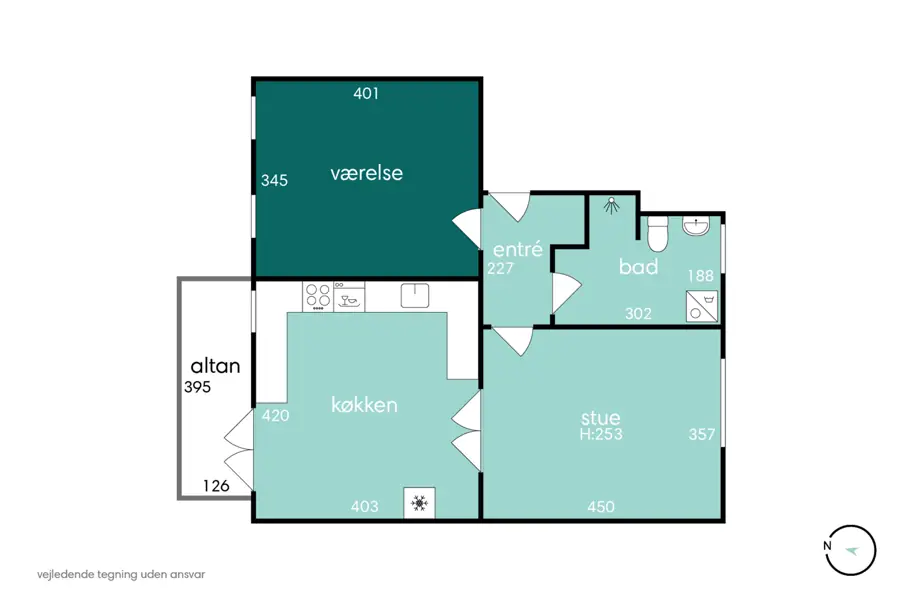 401
345
værelse
entré
227
bad
188
302
altan
395
126
420
køkken
403
stue
H:253
357
450
N
vejledende tegning uden ansvar